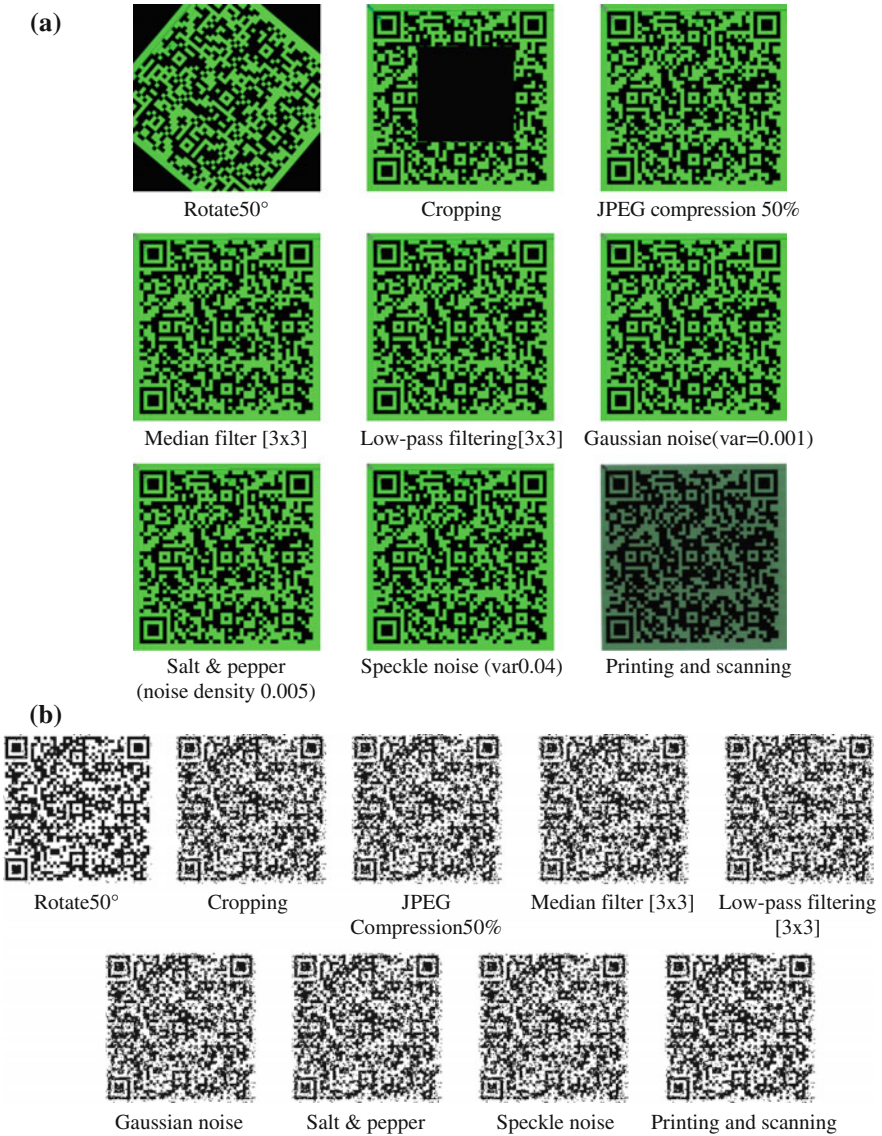 (a)
Rotate50° Cropping JPEG compression 50%
Median filter [3x3] Low-pass filtering[3x3] Gaussian noise(var=0.001)
Salt & pepper Speckle noise (var0.04) Printing and scanning
(noise density 0.005)
(b)
Rotate50° Cropping JPEG Median filter [3x3] Low-pass filtering
Compression50% [3x3]
Gaussian noise Salt & pepper Speckle noise Printing and scanning